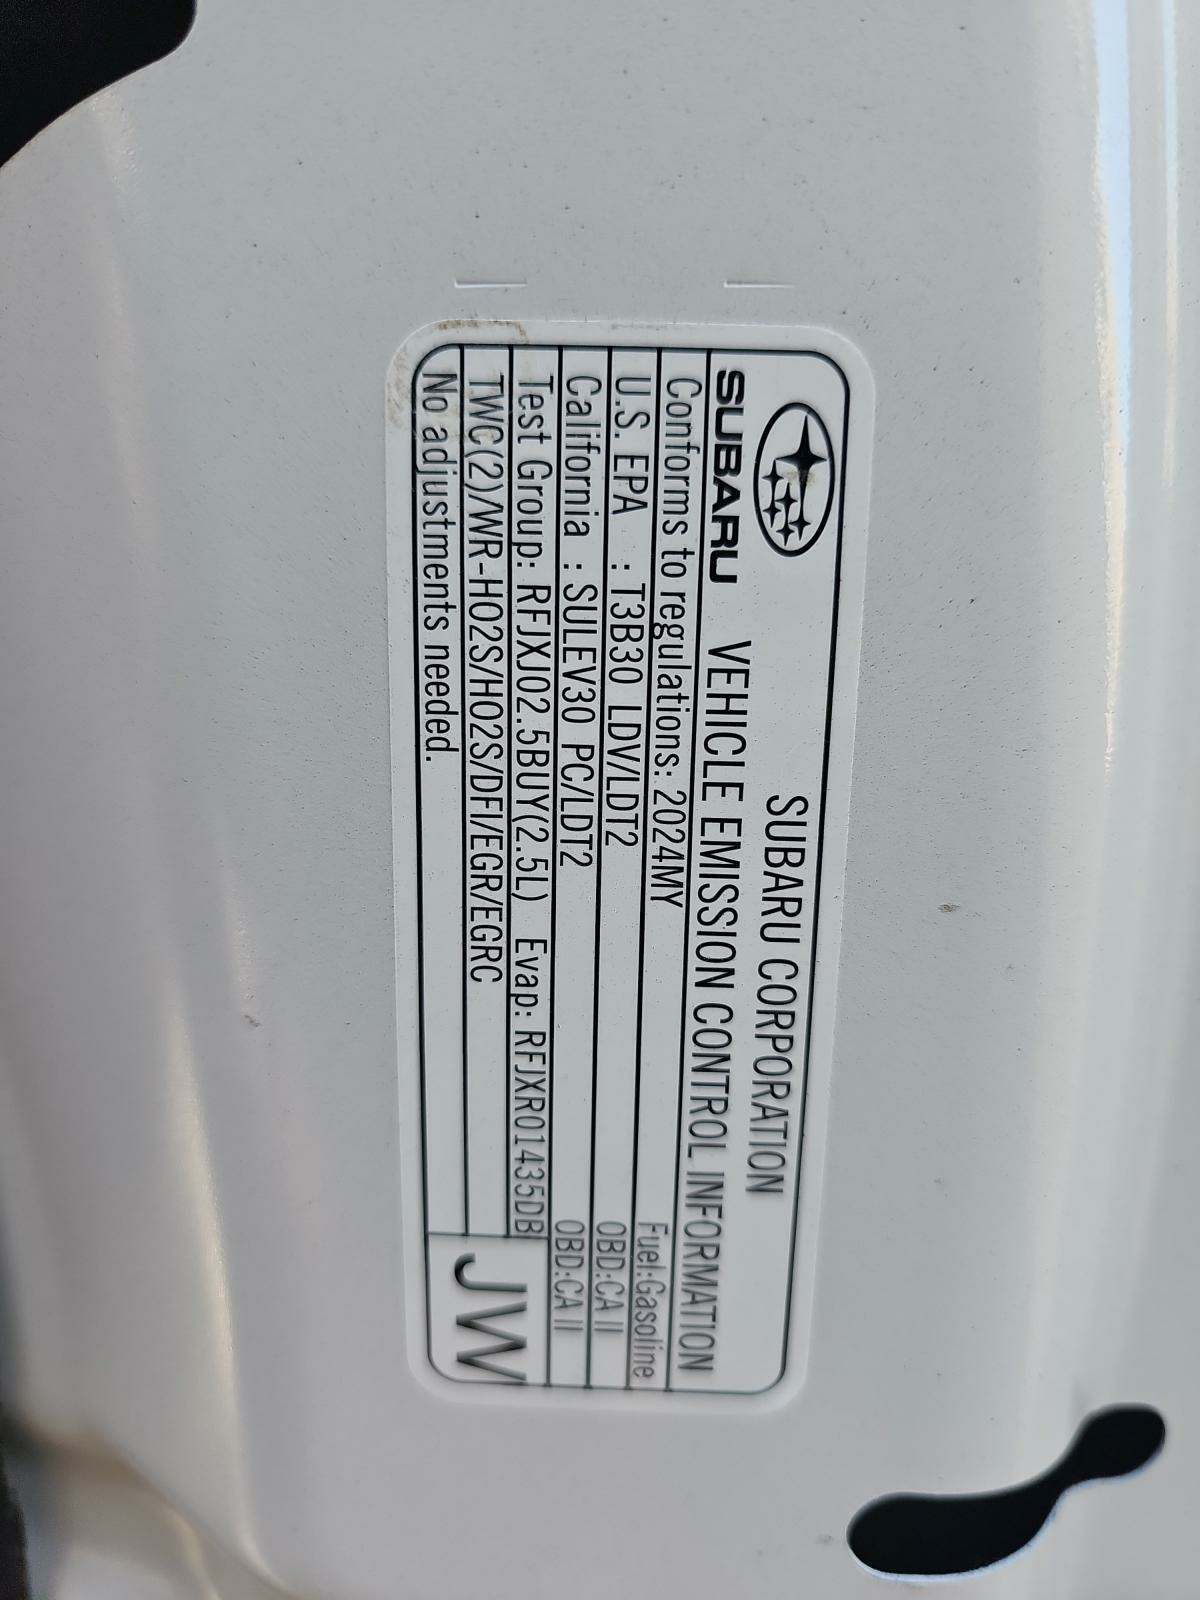 SUBARU CORPORATION
SUBARU VEHICLE EMISSION CONTROL INFORMATION
Conforms to regulations: 2024MY Fuel:Gasoline
U.S. EPA : T3B30 LDV/LDT2 OBD:CA II
California : SULEV30 PC/LDT2 OBD:CA II
Test Group: RFJXJ02.5BUY(2.5L) Evap: RFJXR01435DB
TWC(2)/WR-HO2S/HO2S/DFI/EGR/EGRC
No adjustments needed.
JW